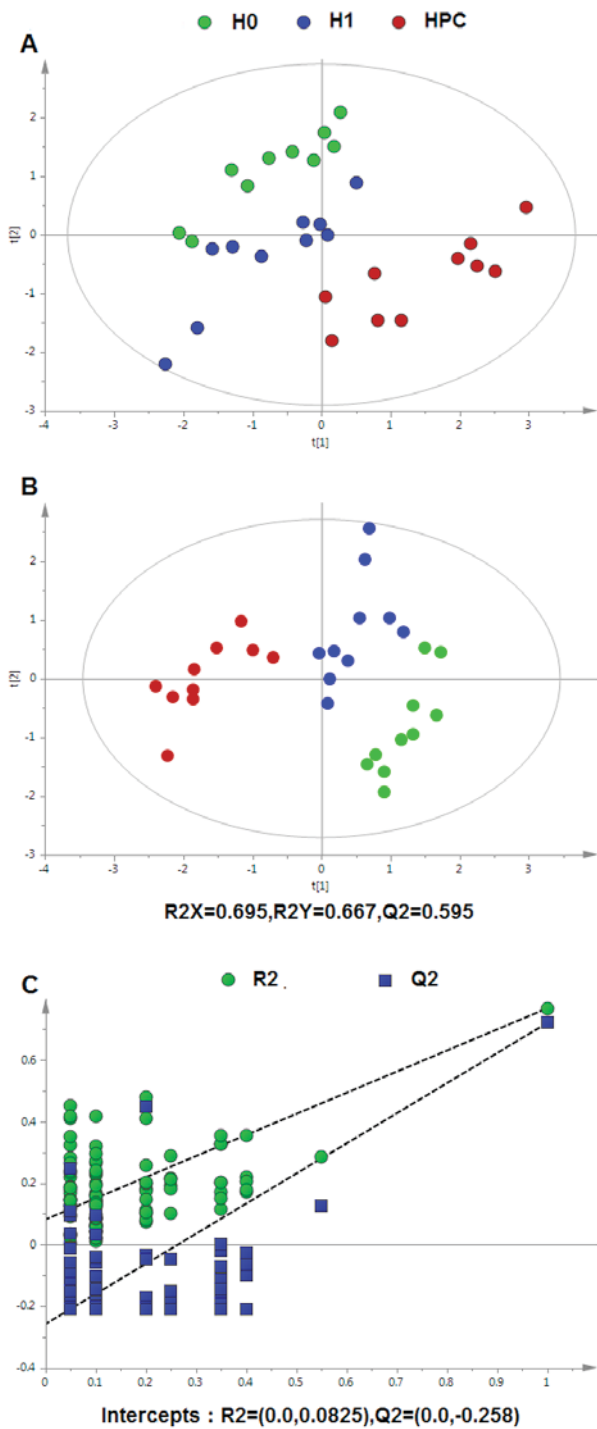 A
H0 H1 HPC
2
1
0
-1
-2
-3
t[2]
-4 -3 -2 -1 0 1 2 3
t[1]
B
2
1
0
-1
-2
-3
t[2]
-4 -3 -2 -1 0 1 2 3
t[1]
R2X=0.695,R2Y=0.667,Q2=0.595
C
R2 . Q2
0.6
0.4
0.2
0
-0.2
-0.4
0 0.1 0.2 0.3 0.4 0.5 0.6 0.7 0.8 0.9 1
Intercepts : R2=(0.0,0.0825),Q2=(0.0,-0.258)